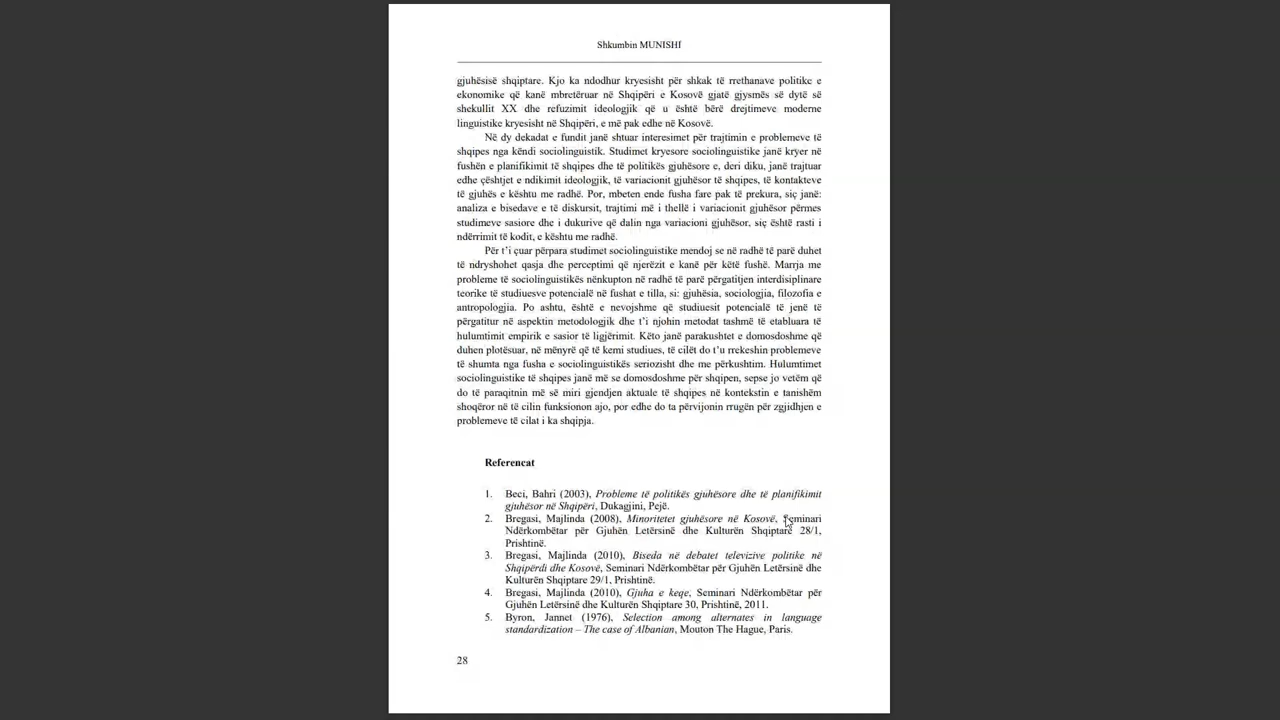 Shkumbin MUNISHI
gjuhësisë shqiptare. Kjo ka ndodhur kryesisht për shkak të rrethanave politike e
ekonomike që kanë mbretëruar në Shqipëri e Kosovë gjatë gjysmës së dytë së
shekullit XX dhe refuzimit ideologjik që u është bërë drejtimeve moderne
linguistike kryesisht në Shqipëri, e më pak edhe në Kosovë.
Në dy dekadat e fundit janë shtuar interesimet për trajtimin e problemeve të
shqipes nga këndi sociolinguistik. Studimet kryesore sociolinguistike janë kryer në
fushën e planifikimit të shqipes dhe të politikës gjuhësore e, deri diku, janë trajtuar
edhe çështjet e ndikimit ideologjik, të variacionit gjuhësor të shqipes, të kontakteve
të gjuhës e kështu me radhë. Por, mbeten ende fusha fare pak të prekura, siç janë:
analiza e bisedave e të diskursit, trajtimi më i thellë i variacionit gjuhësor përmes
studimeve sasiore dhe i dukurive që dalin nga variacioni gjuhësor, siç është rasti i
ndërrimit të kodit, e kështu me radhë.
Për t’i çuar përpara studimet sociolinguistike mendoj se në radhë të parë duhet
të ndryshohet qasja dhe perceptimi që njerëzit e kanë për këtë fushë. Marrja me
probleme të sociolinguistikës nënkupton në radhë të parë përgatitjen interdisiplinare
teorike të studiuesve potencialë në fushat e tilla, si: gjuhësia, sociologjia, filozofia e
antropologjia. Po ashtu, është e nevojshme që studiuesit potencialë të jenë të
përgatitur në aspektin metodologjik dhe t’i njohin metodat tashmë të etabluara të
hulumtimit empirik e sasior të ligjërimit. Këto janë parakushtet e domosdoshme që
duhen plotësuar, në mënyrë që të kemi studiues, të cilët do t’u rrekeshin problemeve
të shumta nga fusha e sociolinguistikës seriozisht dhe me përkushtim. Hulumtimet
sociolinguistike të shqipes janë më se domosdoshme për shqipen, sepse jo vetëm që
do të paraqitnin më së miri gjendjen aktuale të shqipes në kontekstin e tanishëm
shoqëror në të cilin funksionon ajo, por edhe do ta përvijonin rrugën për zgjidhjen e
problemeve të cilat i ka shqipja.
Referencat
1. Beci, Bahri (2003), Probleme të politikës gjuhësore dhe të planifikimit
gjuhësor në Shqipëri, Dukagjini, Pejë.
2. Bregasi, Majlinda (2008), Minoritetet gjuhësore në Kosovë, Seminari
Ndërkombëtar për Gjuhën Letërsinë dhe Kulturën Shqiptare 28/1,
Prishtinë.
3. Bregasi, Majlinda (2010), Biseda në debatet televizive politike në
Shqipërdi dhe Kosovë, Seminari Ndërkombëtar për Gjuhën Letërsinë dhe
Kulturën Shqiptare 29/1, Prishtinë.
4. Bregasi, Majlinda (2010), Gjuha e keqe, Seminari Ndërkombëtar për
Gjuhën Letërsinë dhe Kulturën Shqiptare 30, Prishtinë, 2011.
5. Byron, Jannet (1976), Selection among alternates in language
standardization – The case of Albanian, Mouton The Hague, Paris.
28